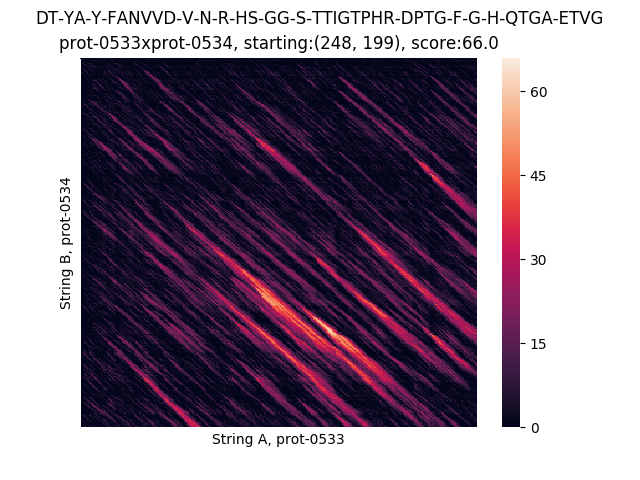 DT-YA-Y-FANVVD-V-N-R-HS-GG-S-TTIGTPHR-DPTG-F-G-H-QTGA-ETVG
prot-0533xprot-0534, starting:(248, 199), score:66.0
String B, prot-0534
String A, prot-0533
60
45
30
15
0